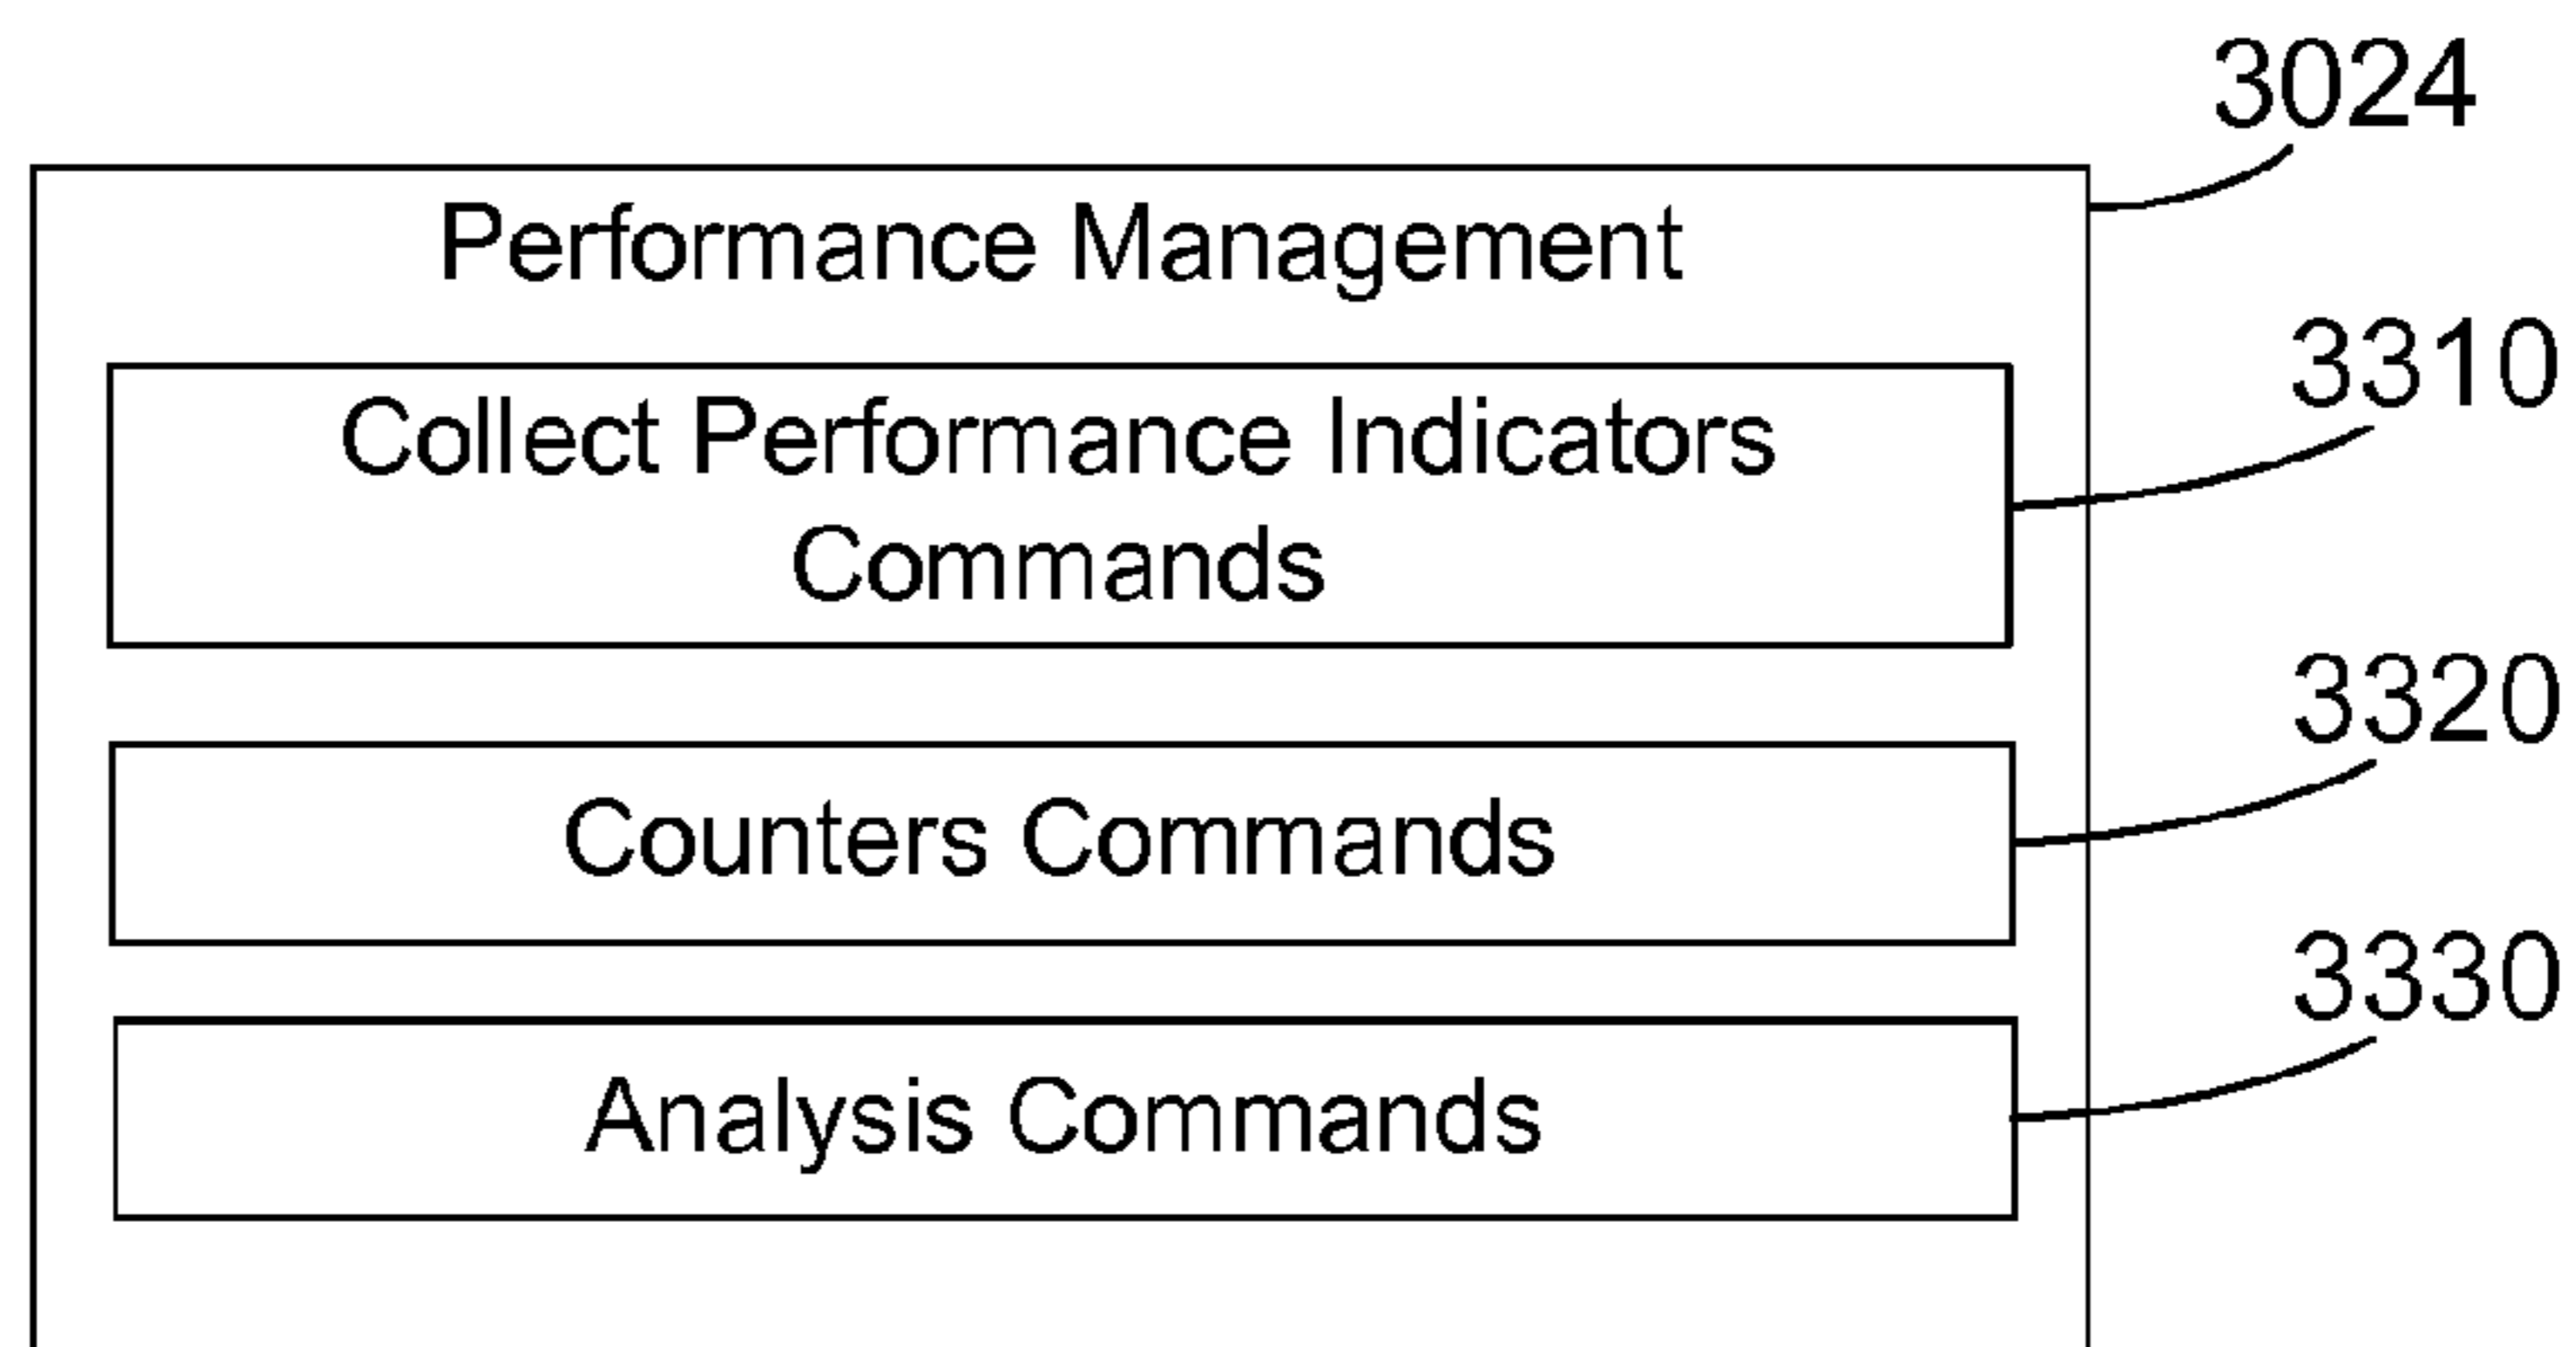 3024
Performance Management
3310
Collect Performance Indicators
Commands
3320
Counters Commands
3330
Analysis Commands